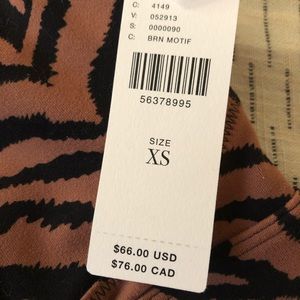 C: 4149
V: 052913
S: 0000090
C: BRN MOTIF
56378995
SIZE
XS
$66.00 USD
$76.00 CAD